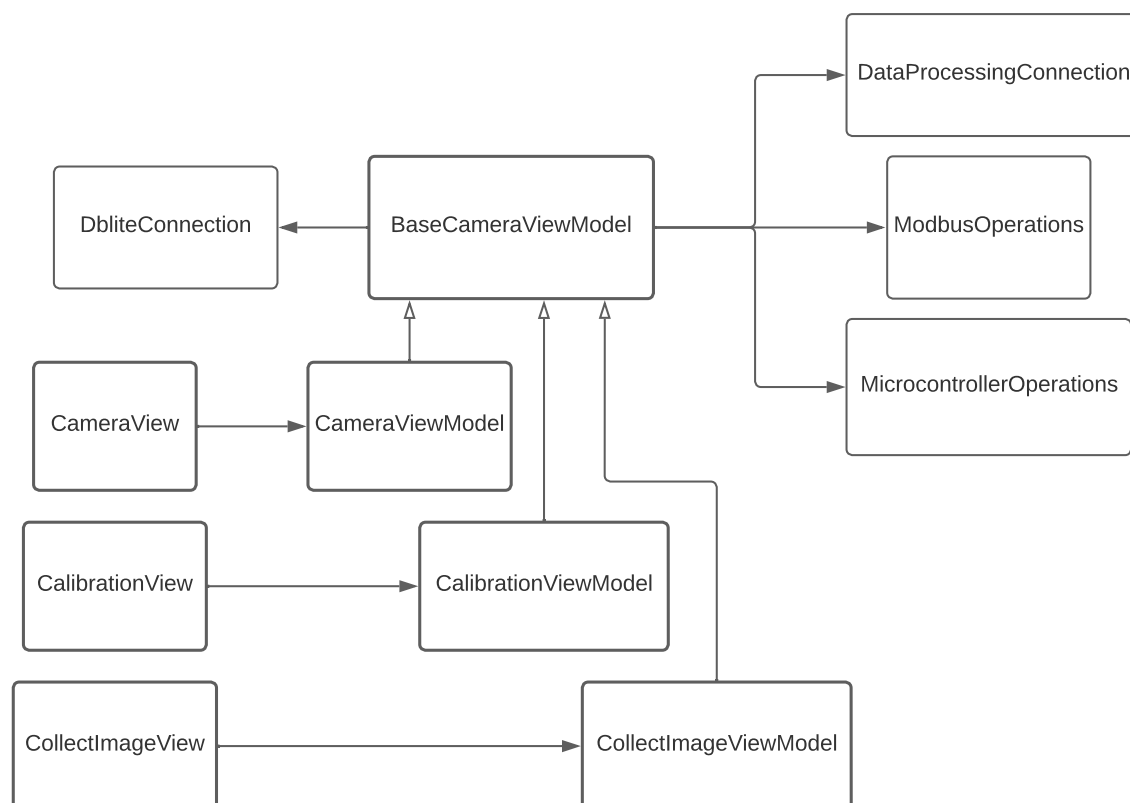 DataProcessingConnection
DbliteConnection
BaseCameraViewModel
ModbusOperations
MicrocontrollerOperations
CameraView
CameraViewModel
CalibrationView
CalibrationViewModel
CollectImageView
CollectImageViewModel